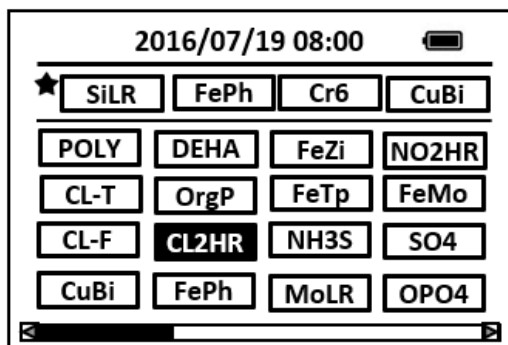 2016/07/19 08:00
SiLR FePh Cr6 CuBi
POLY DEHA FeZi NO2HR
CL-T OrgP FeTp FeMo
CL-F CL2HR NH3S SO4
CuBi FePh MoLR OPO4